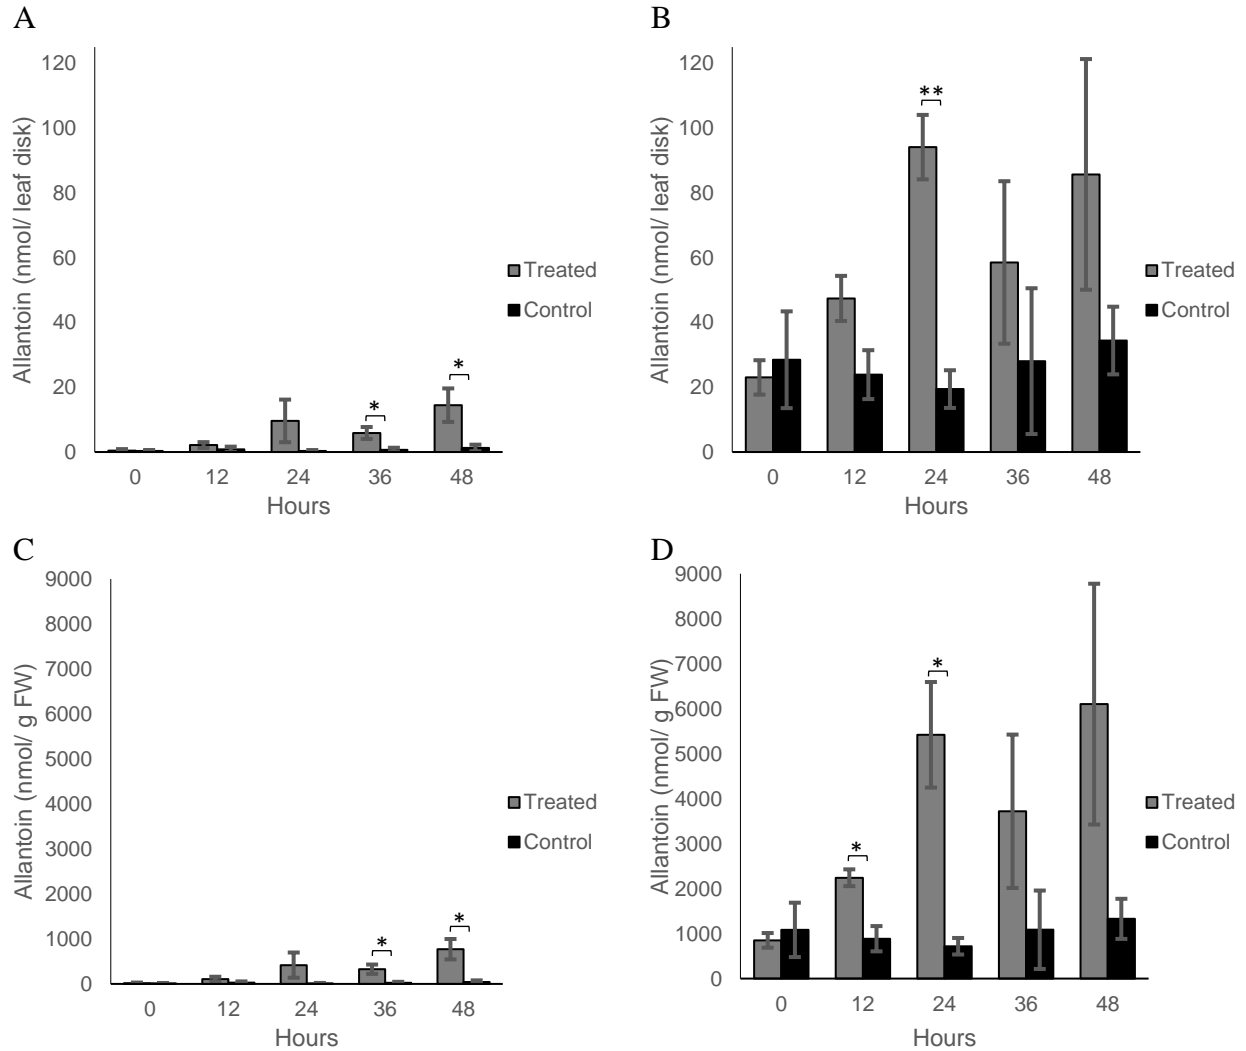 A
120
100
80
60
40
20
0
Allantoin (nmol/ leaf disk)
*
*
Treated
Control
0 12 24 36 48
Hours
B
120
100
80
60
40
20
0
Allantoin (nmol/ leaf disk)
**
Treated
Control
0 12 24 36 48
Hours
C
9000
8000
7000
6000
5000
4000
3000
2000
1000
0
Allantoin (nmol/ g FW)
*
*
Treated
Control
0 12 24 36 48
Hours
D
9000
8000
7000
6000
5000
4000
3000
2000
1000
0
Allantoin (nmol/ g FW)
*
*
Treated
Control
0 12 24 36 48
Hours